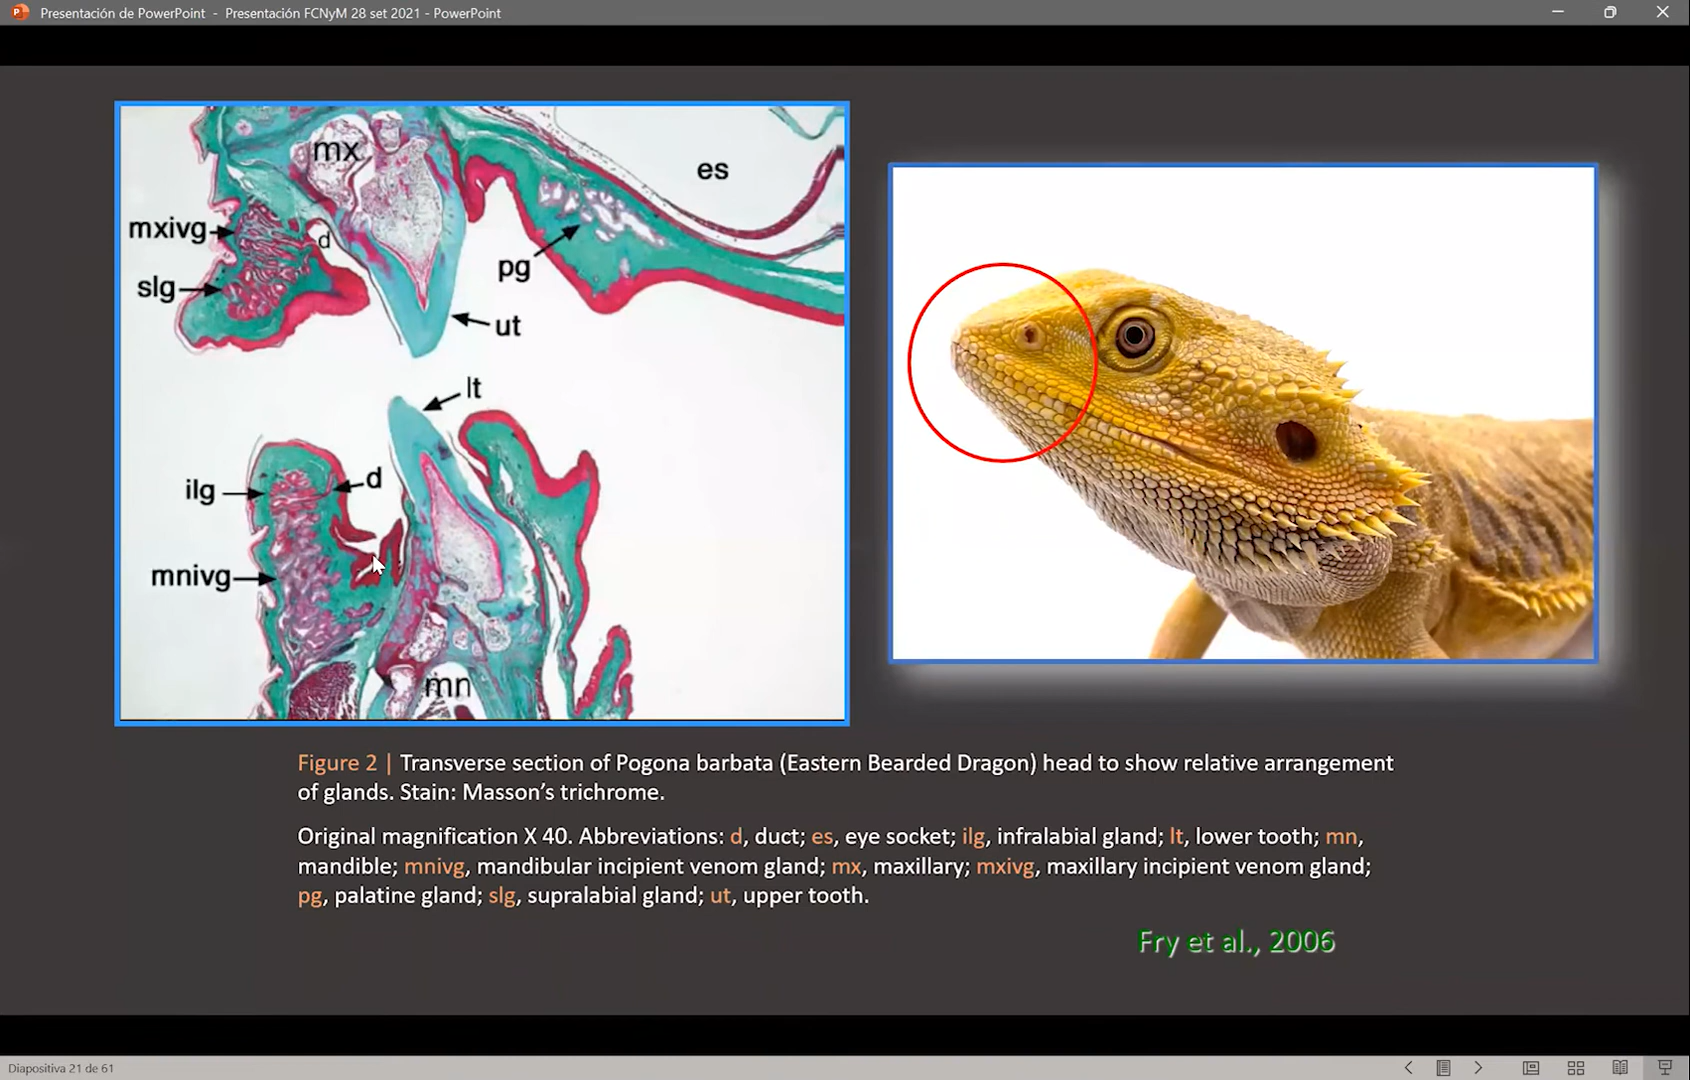 Presentación de PowerPoint - Presentación FCNyM 28 set 2021 - PowerPoint
mx
es
mxivg
d
pg
slg
ut
lt
d
ilg
mnivg
mn
Figure 2 | Transverse section of Pogona barbata (Eastern Bearded Dragon) head to show relative arrangement
of glands. Stain: Masson’s trichrome.
Original magnification X 40. Abbreviations: d, duct; es, eye socket; ilg, infralabial gland; lt, lower tooth; mn,
mandible; mnivg, mandibular incipient venom gland; mx, maxillary; mxivg, maxillary incipient venom gland;
pg, palatine gland; slg, supralabial gland; ut, upper tooth.
Fry et al., 2006
Diapositiva 21 de 61